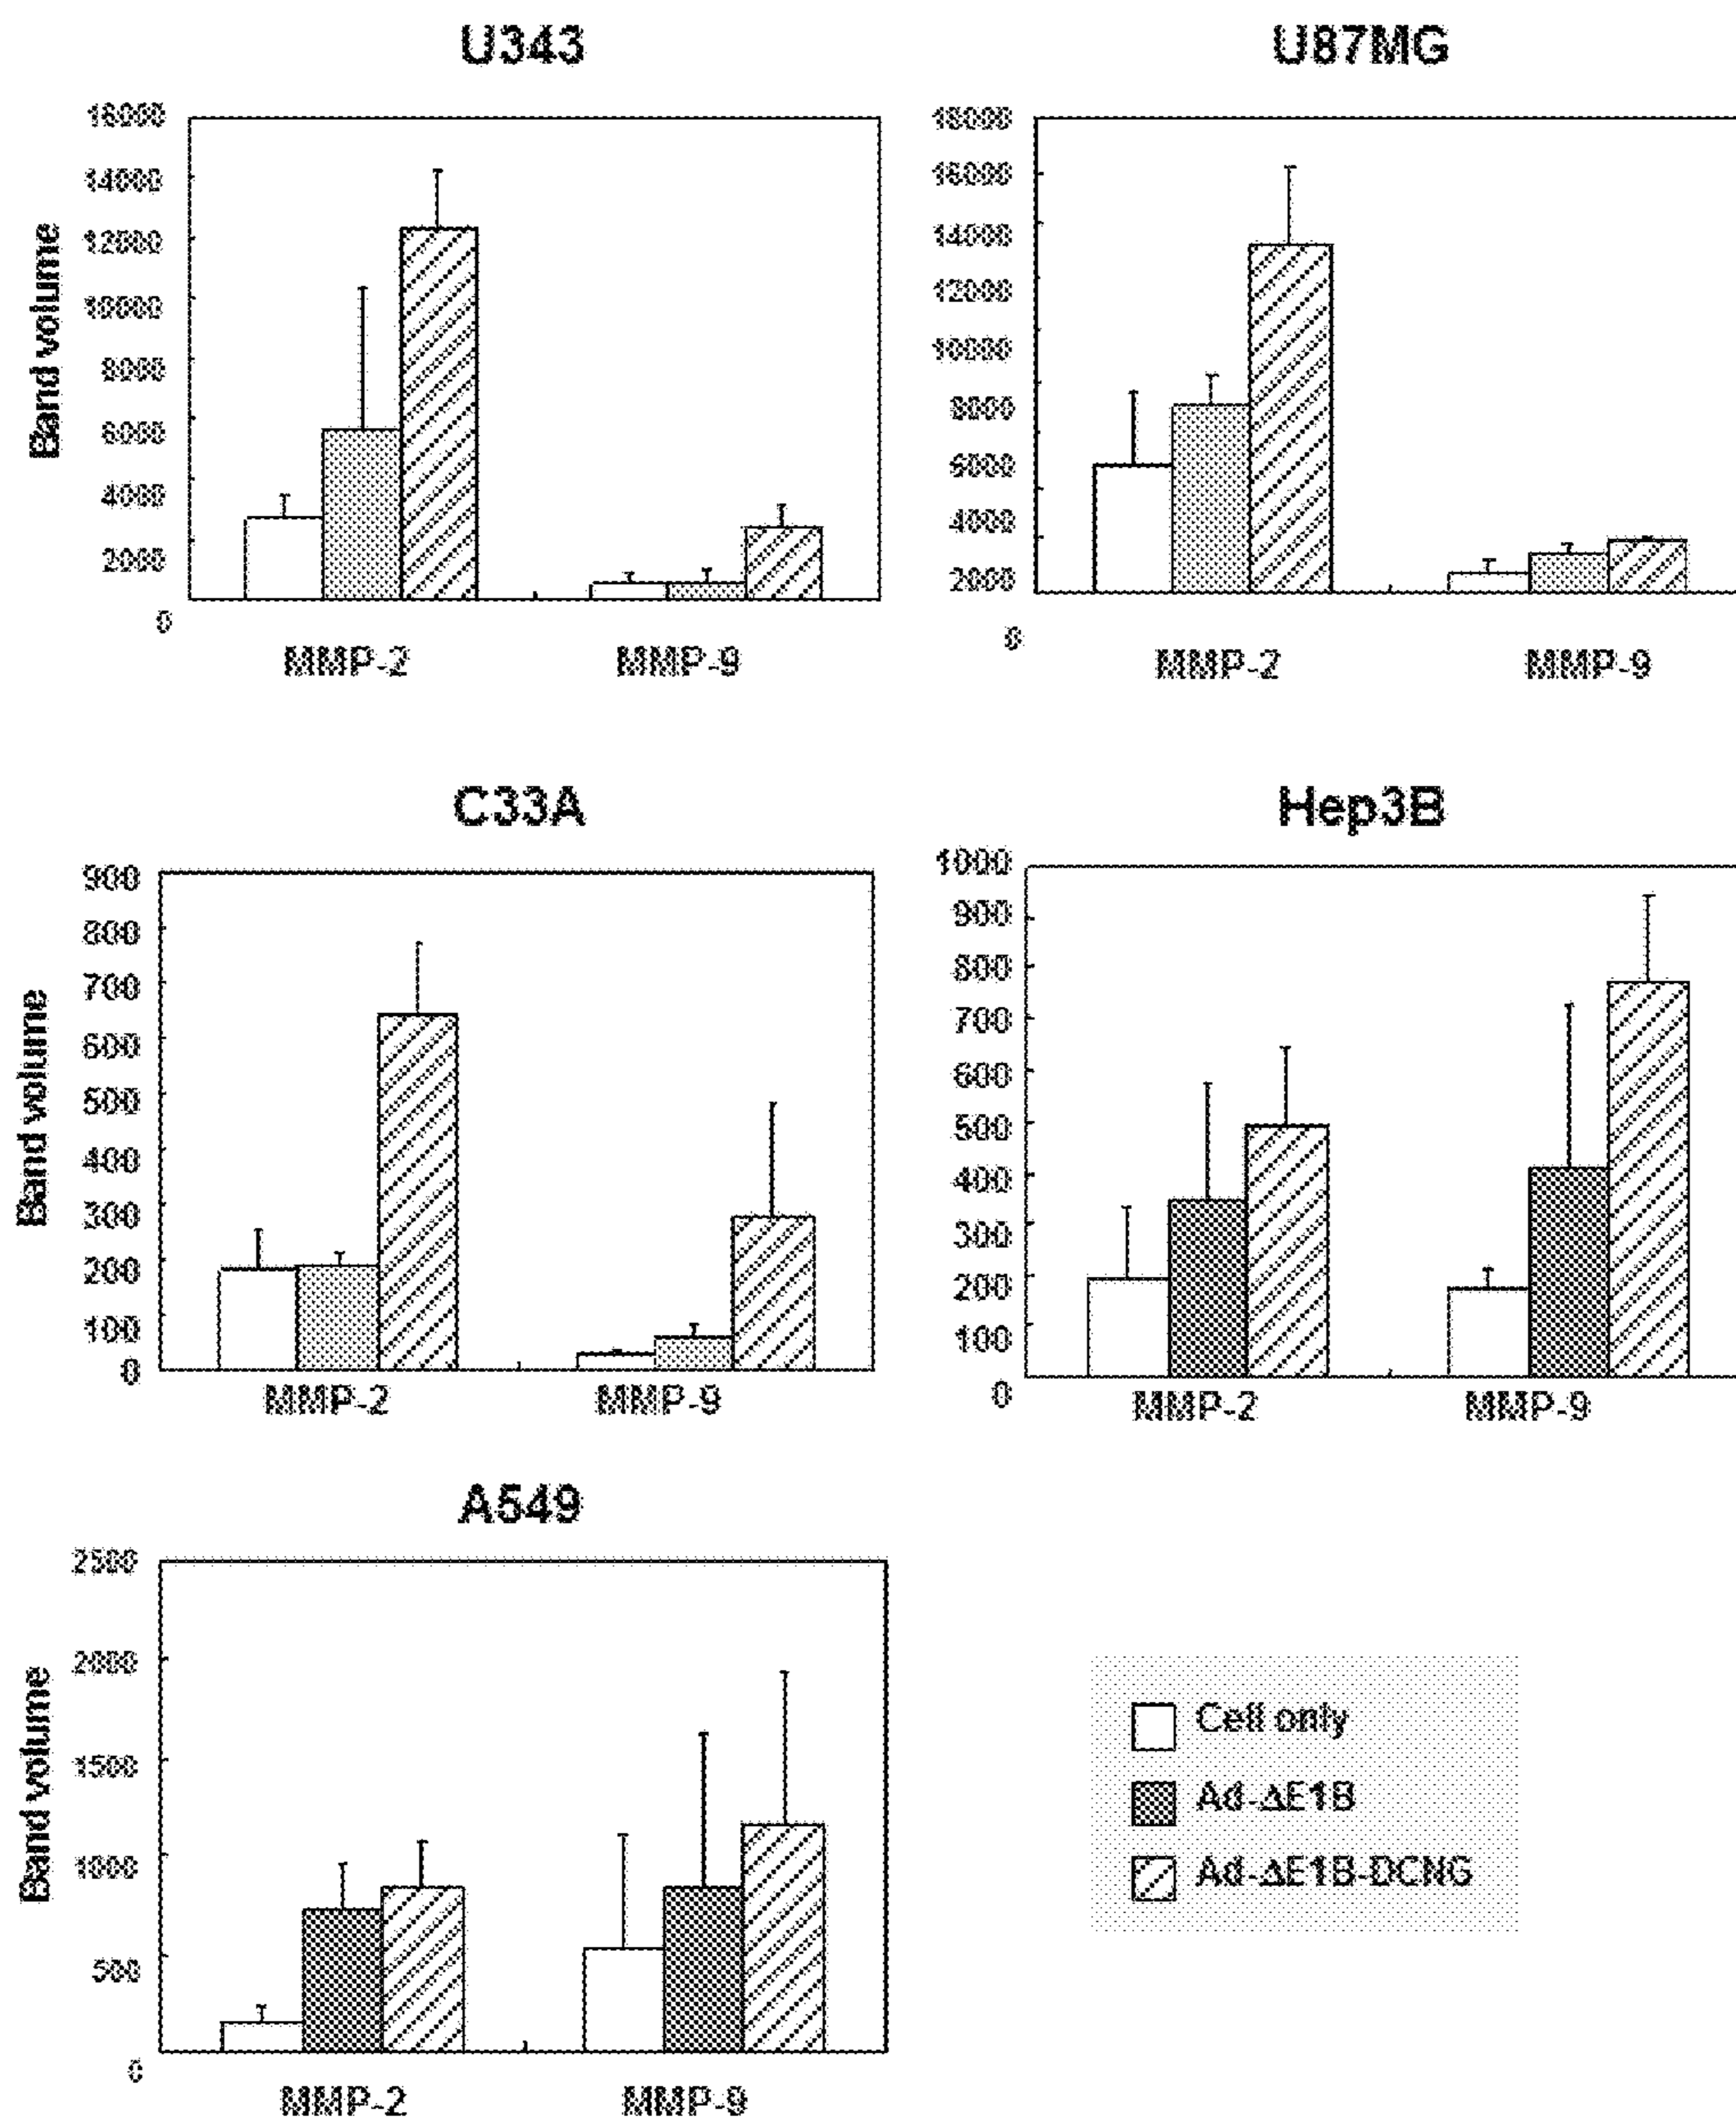 U343
16000
14000
12000
10000
8000
6000
4000
2000
0
Band volume
MMP-2
MMP-9
U87MG
18000
16000
14000
12000
10000
8000
6000
4000
2000
0
MMP-2
MMP-9
C33A
900
800
700
600
500
400
300
200
100
0
Band volume
MMP-2
MMP-9
Hep3B
1000
900
800
700
600
500
400
300
200
100
0
MMP-2
MMP-9
A549
2500
2000
1500
1000
500
0
Band volume
MMP-2
MMP-9
Cell only
Ad-ΔE1B
Ad-ΔE1B-DCNG